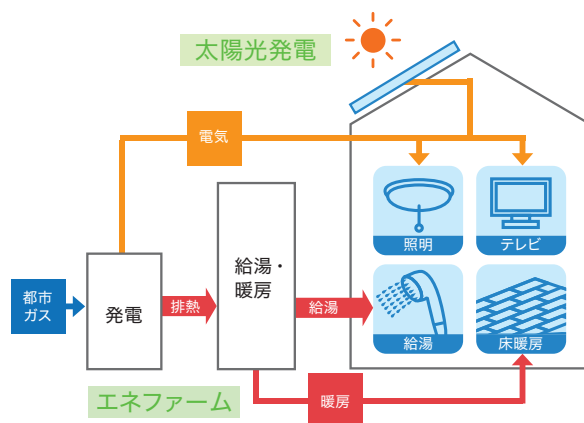 太陽光発電
電気
照明
テレビ
都市
ガス
発電
排熱
給湯・
暖房
給湯
給湯
床暖房
エネファーム
暖房